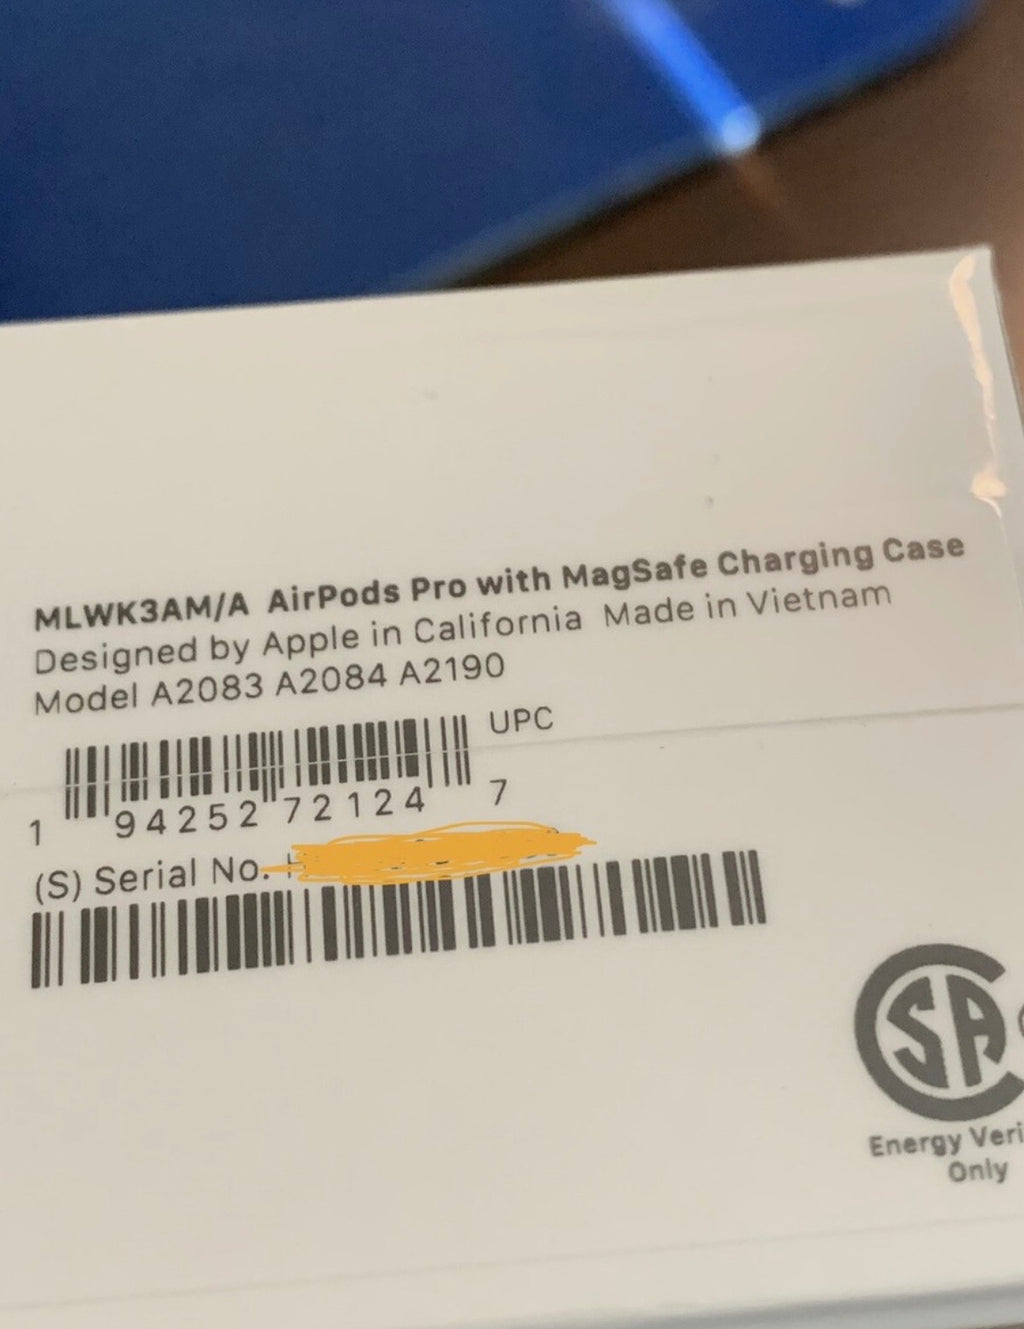 MLWK3AM/A AirPods Pro with MagSafe Charging Case
Designed by Apple in California Made in Vietnam
Model A2083 A2084 A2190
UPC
1 94252 72124 7
(S) Serial No.
SA
Energy
Only